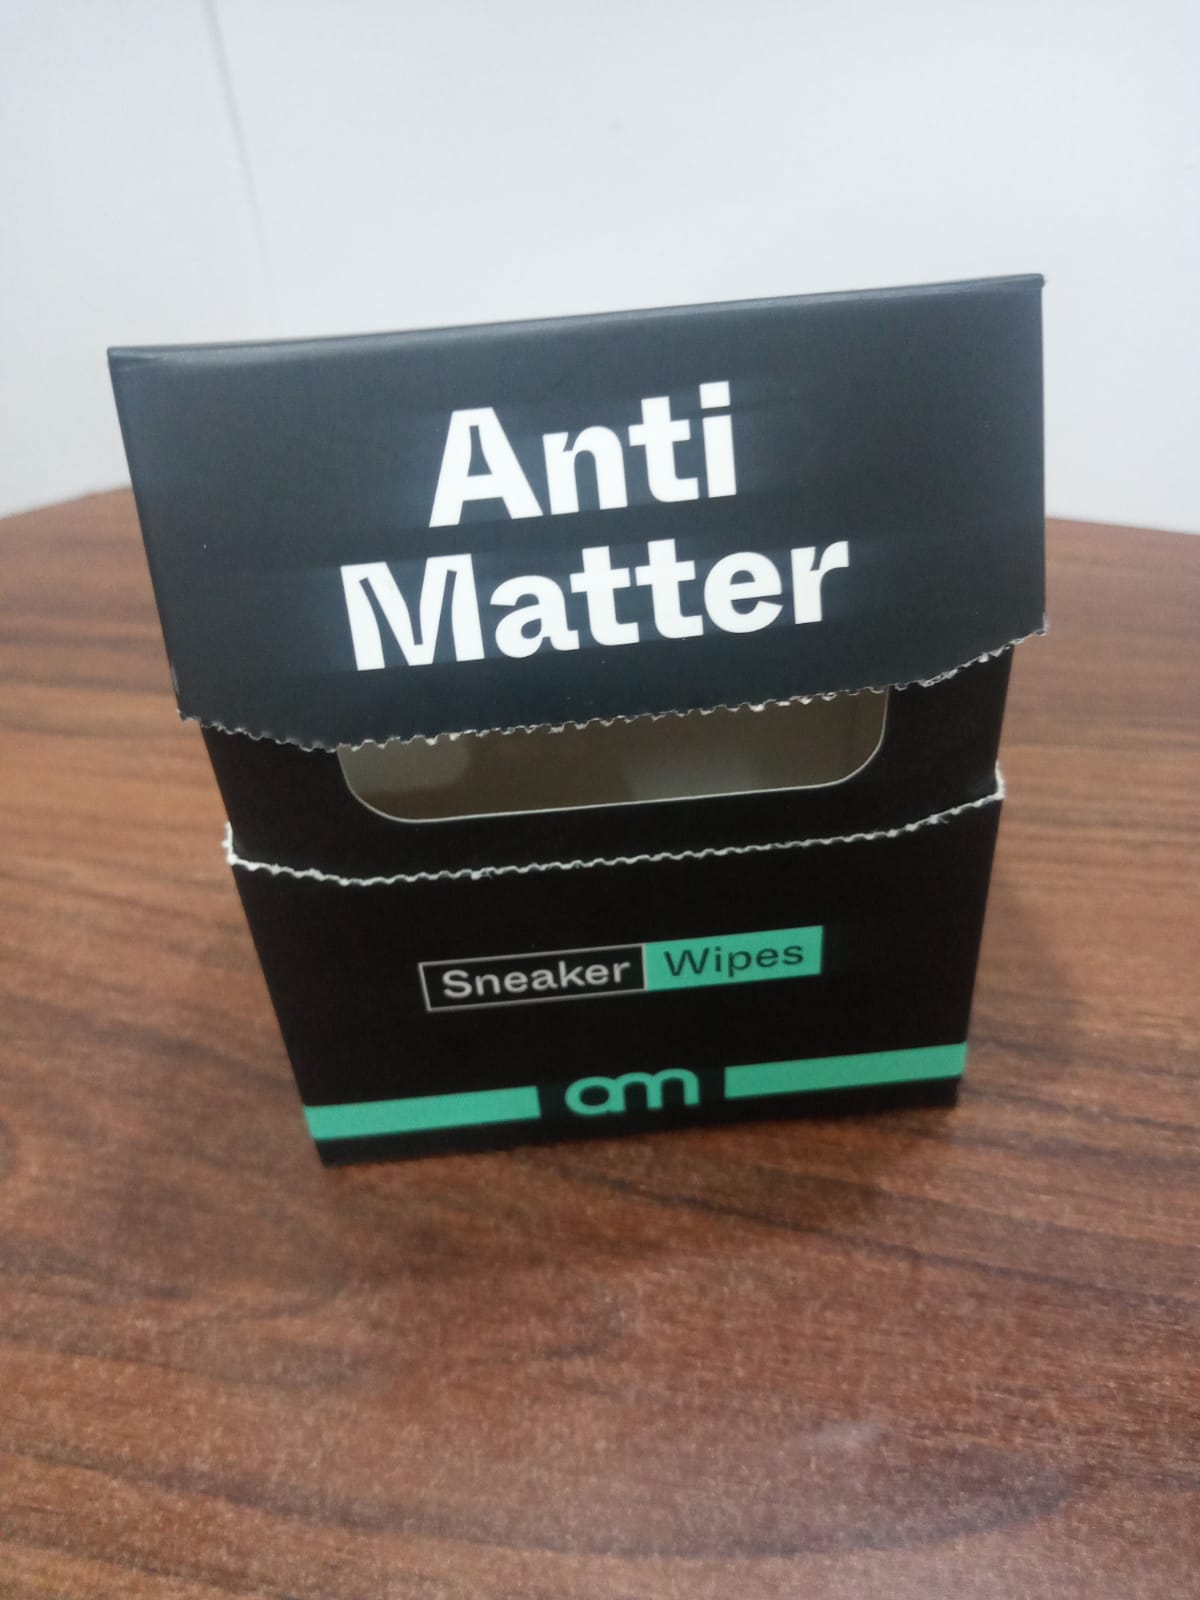 Anti
Matter
Sneaker Wipes
am